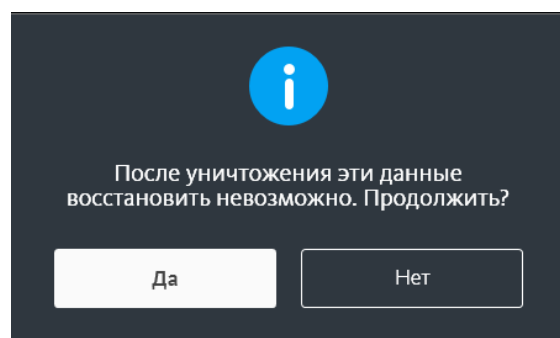 После уничтожения эти данные
восстановить невозможно. Продолжить?
Да
Нет